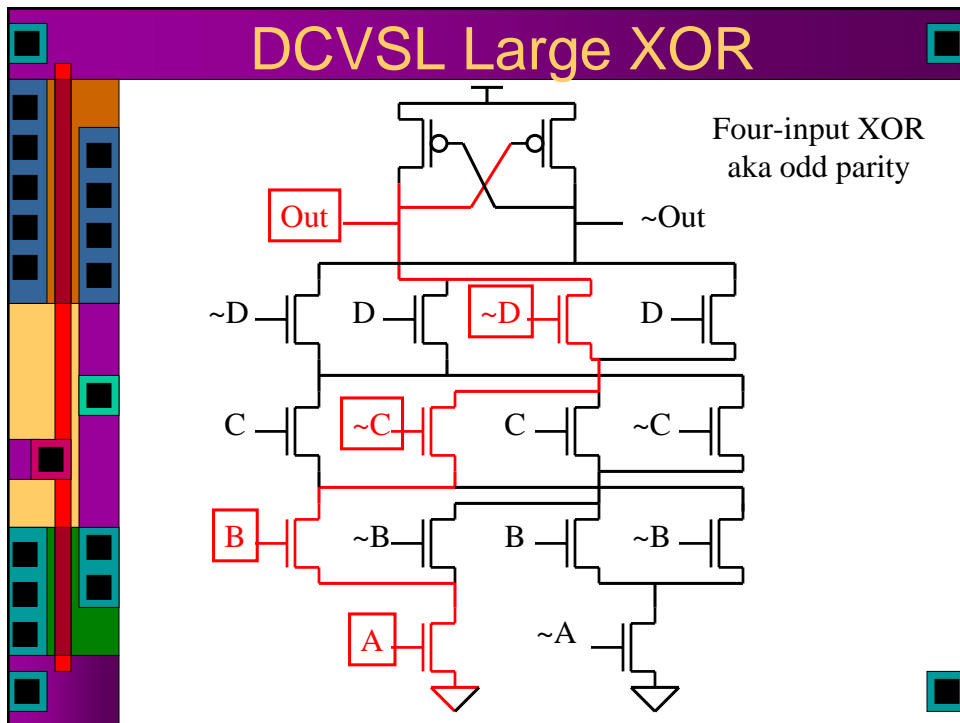 DCVSL Large XOR
Four-input XOR
aka odd parity
Out ~Out
~D D ~D D
C ~C C ~C
B ~B B ~B
A ~A